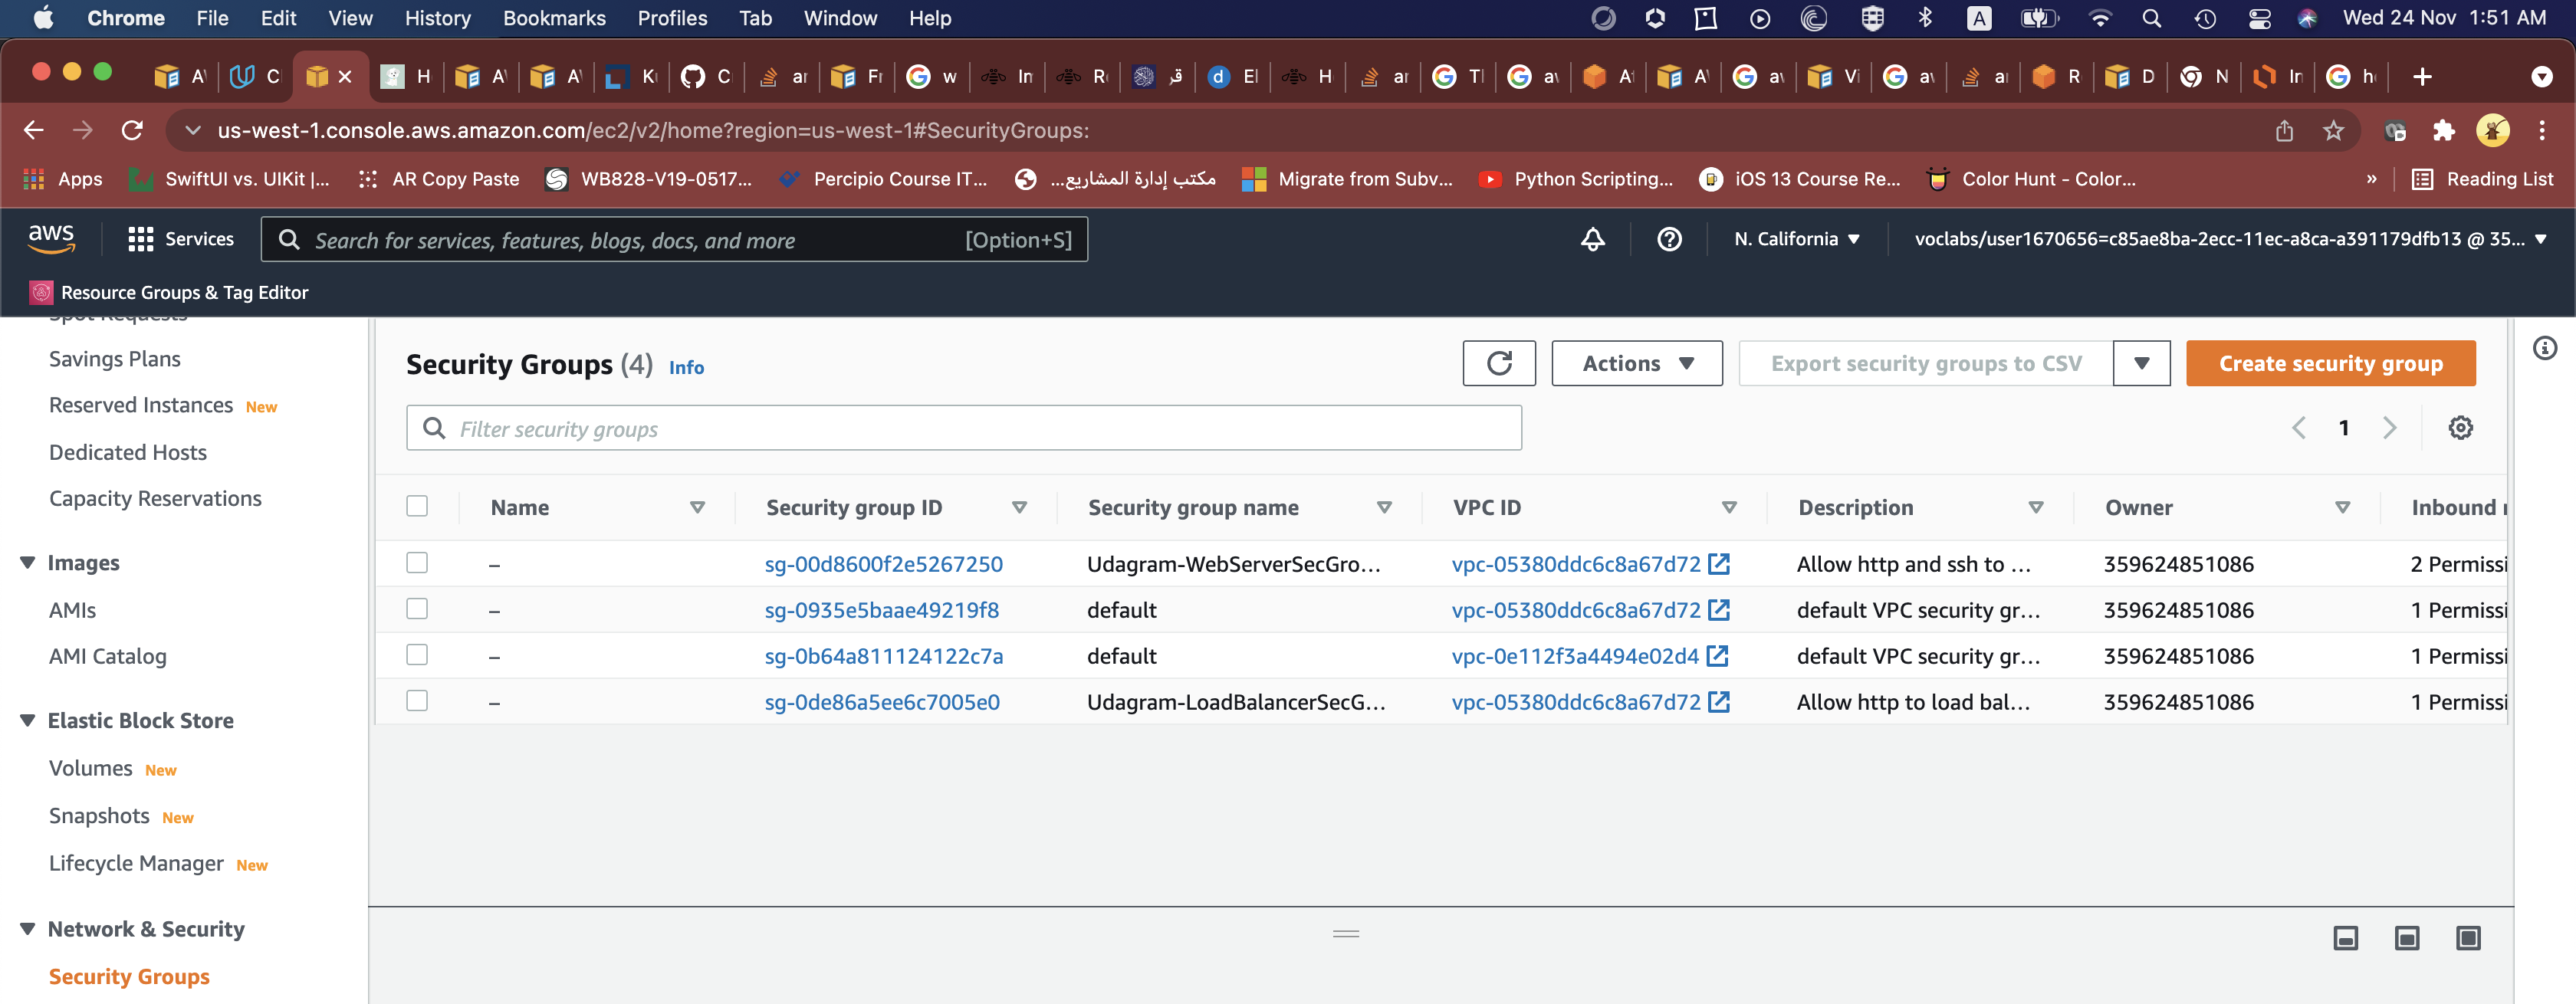 Chrome File Edit View History Bookmarks Profiles Tab Window Help A Wed 24 Nov 1:51 AM
us-west-1.console.aws.amazon.com/ec2/v2/home?region=us-west-1#SecurityGroups:
Apps SwiftUI vs. UIKit |... AR Copy Paste WB828-V19-0517... Percipio Course IT... مكتب إدارة المشاريع... Migrate from Subv... Python Scripting... iOS 13 Course Re... Color Hunt - Color... » Reading List
aws Services Search for services, features, blogs, docs, and more [Option+S] N. California voclabs/user1670656=c85ae8ba-2ecc-11ec-a8ca-a391179dfb13 @ 35...
Resource Groups & Tag Editor
Spot Requests
Savings Plans
Reserved Instances New
Dedicated Hosts
Capacity Reservations
Images
AMIs
AMI Catalog
Elastic Block Store
Volumes New
Snapshots New
Lifecycle Manager New
Network & Security
Security Groups
Security Groups (4) Info
Actions Export security groups to CSV Create security group
Filter security groups 1
Name Security group ID Security group name VPC ID Description Owner Inbound
– sg-00d8600f2e5267250 Udagram-WebServerSecGro... vpc-05380ddc6c8a67d72 Allow http and ssh to ... 359624851086 2 Permissi
– sg-0935e5baae49219f8 default vpc-05380ddc6c8a67d72 default VPC security gr... 359624851086 1 Permissi
– sg-0b64a811124122c7a default vpc-0e112f3a4494e02d4 default VPC security gr... 359624851086 1 Permissi
– sg-0de86a5ee6c7005e0 Udagram-LoadBalancerSecG... vpc-05380ddc6c8a67d72 Allow http to load bal... 359624851086 1 Permissi